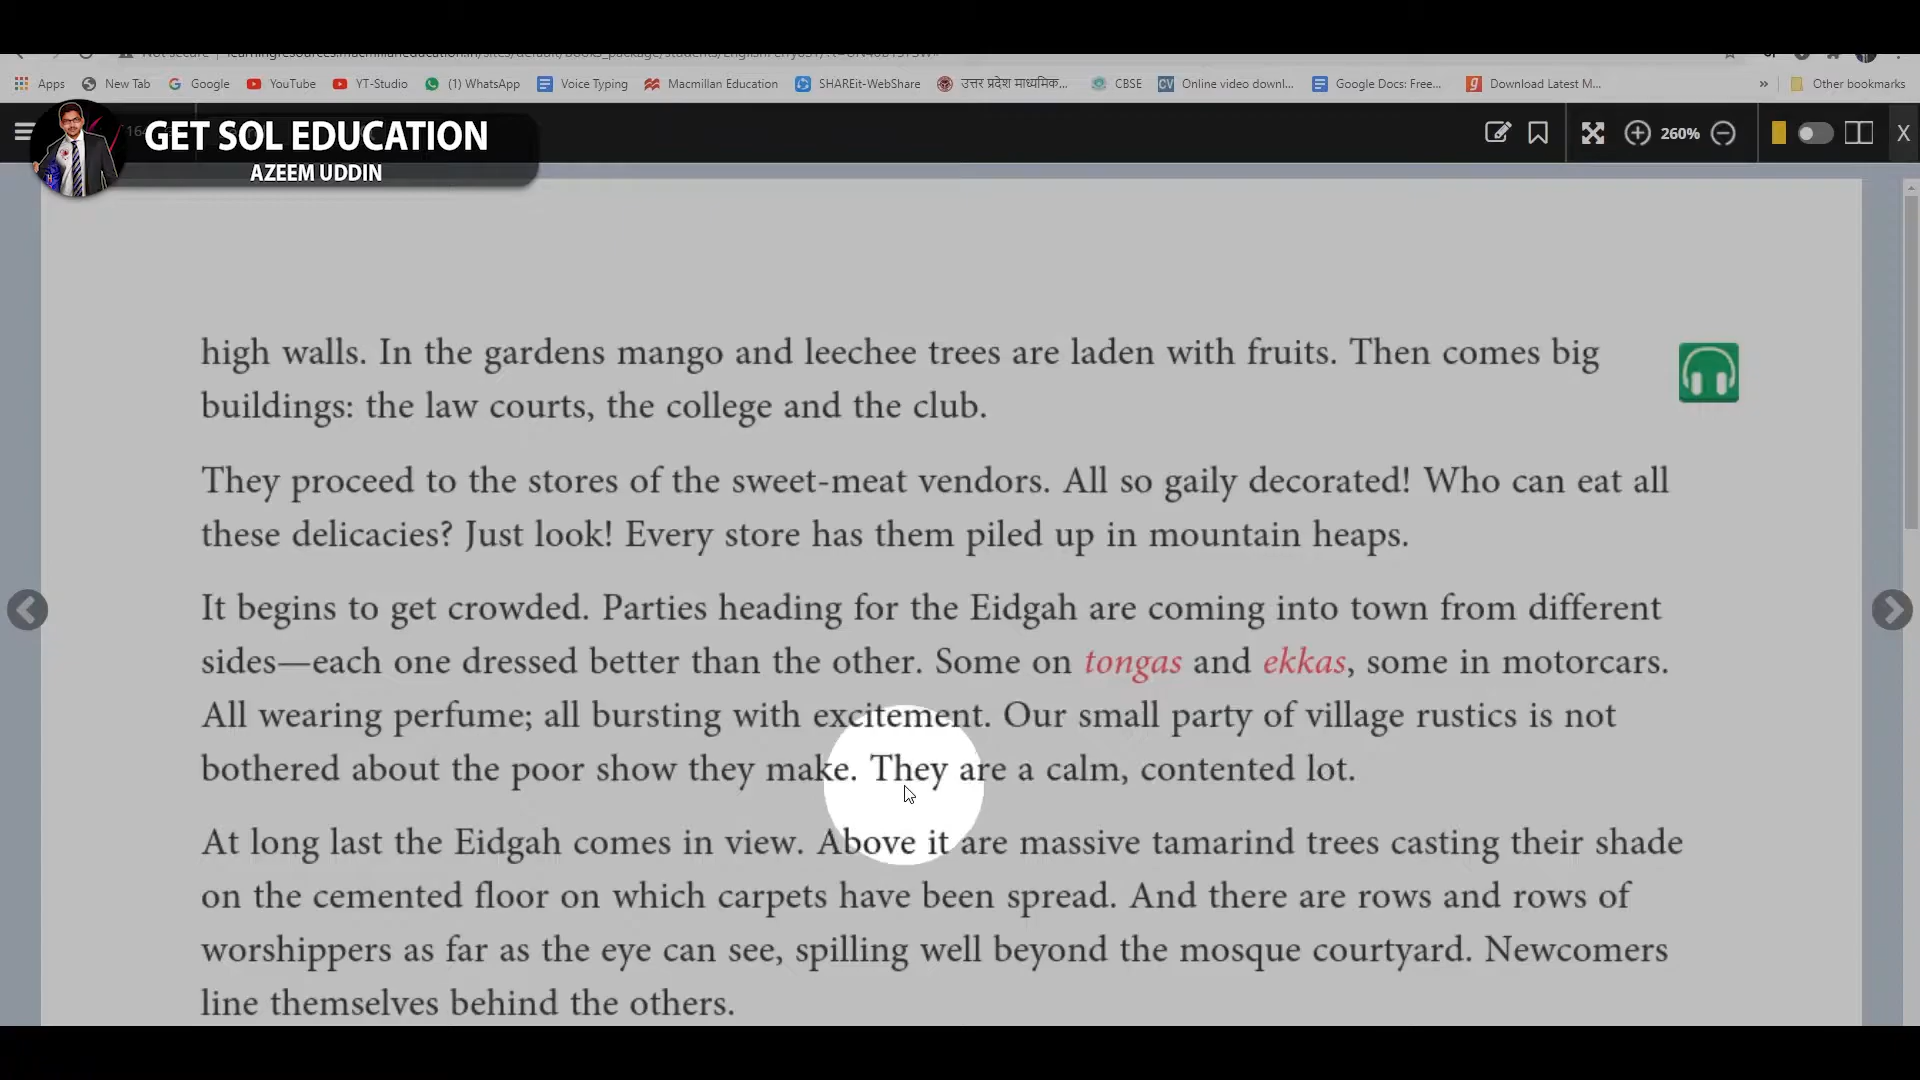 Apps New Tab Google YouTube YT-Studio (1) WhatsApp Voice Typing Macmillan Education SHAREit-WebShare उत्तर प्रदेश माध्यमिक... CBSE Online video downl... Google Docs: Free... Download Latest M... » Other bookmarks
GET SOL EDUCATION
AZEEM UDDIN
260% X
high walls. In the gardens mango and leechee trees are laden with fruits. Then comes big
buildings: the law courts, the college and the club.
They proceed to the stores of the sweet-meat vendors. All so gaily decorated! Who can eat all
these delicacies? Just look! Every store has them piled up in mountain heaps.
It begins to get crowded. Parties heading for the Eidgah are coming into town from different
sides—each one dressed better than the other. Some on tongas and ekkas, some in motorcars.
All wearing perfume; all bursting with excitement. Our small party of village rustics is not
bothered about the poor show they make. They are a calm, contented lot.
At long last the Eidgah comes in view. Above it are massive tamarind trees casting their shade
on the cemented floor on which carpets have been spread. And there are rows and rows of
worshippers as far as the eye can see, spilling well beyond the mosque courtyard. Newcomers
line themselves behind the others.